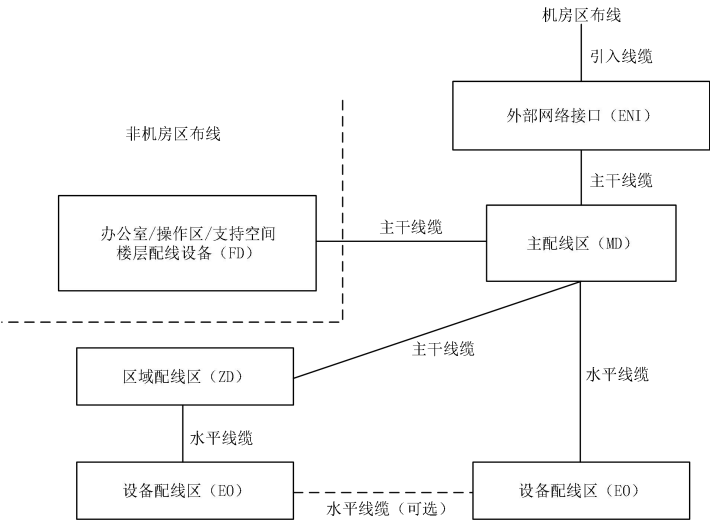 机房区布线
引入线缆
外部网络接口（ENI）
非机房区布线
主干线缆
办公室/操作区/支持空间
楼层配线设备（FD）
主干线缆
主配线区（MD）
主干线缆
区域配线区（ZD）
水平线缆
水平线缆
设备配线区（EO）
设备配线区（EO）
水平线缆（可选）